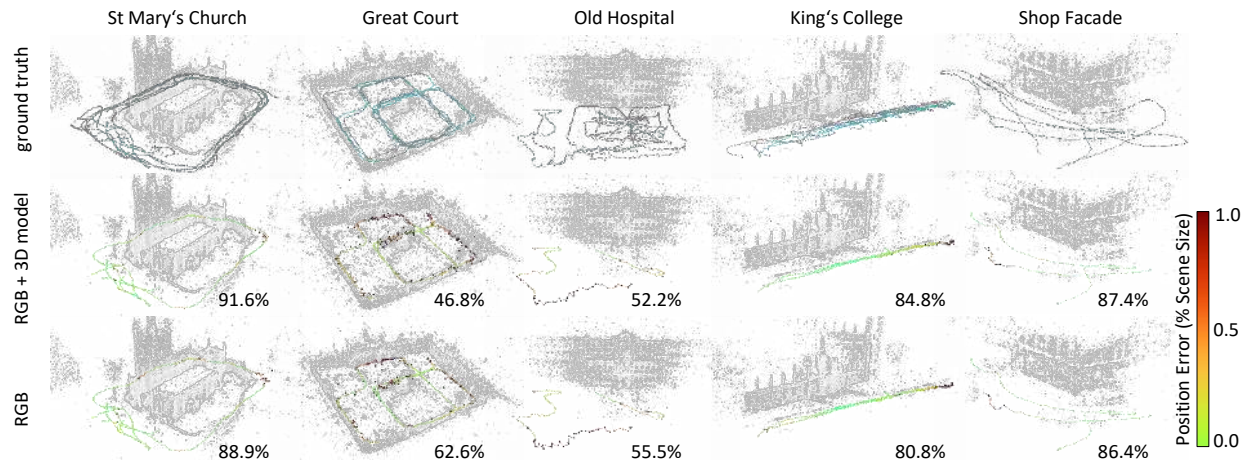 St Mary‘s Church Great Court Old Hospital King's College Shop Facade
ground truth
RGB + 3D model
91.6% 46.8% 52.2% 84.8% 87.4%
RGB
88.9% 62.6% 55.5% 80.8% 86.4%
Position Error (% Scene Size)
1.0
0.5
0.0